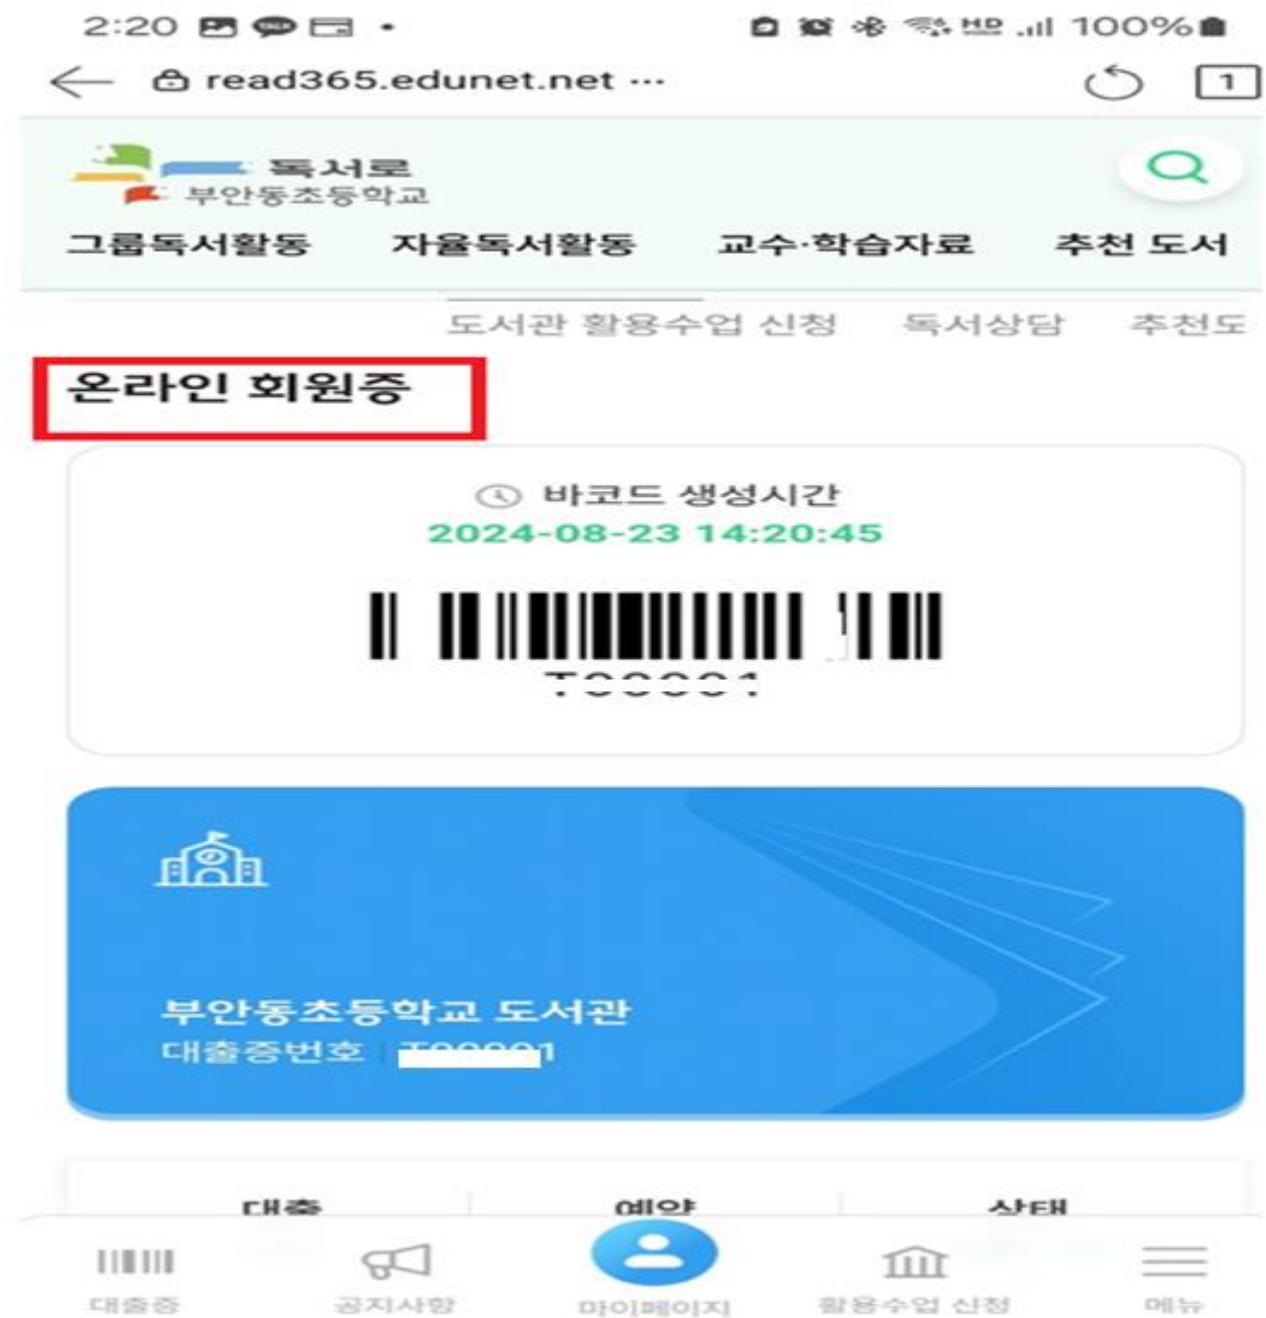 2:20 100%
read365.edunet.net ···
1
독서로
부안동초등학교
그룹독서활동 자율독서활동 교수·학습자료 추천 도서
도서관 활용수업 신청 독서상담 추천도
온라인 회원증
바코드 생성시간
2024-08-23 14:20:45
부안동초등학교 도서관
대출증번호
대출 예약 상태
대출증 공지사항 마이페이지 활용수업 신청 메뉴